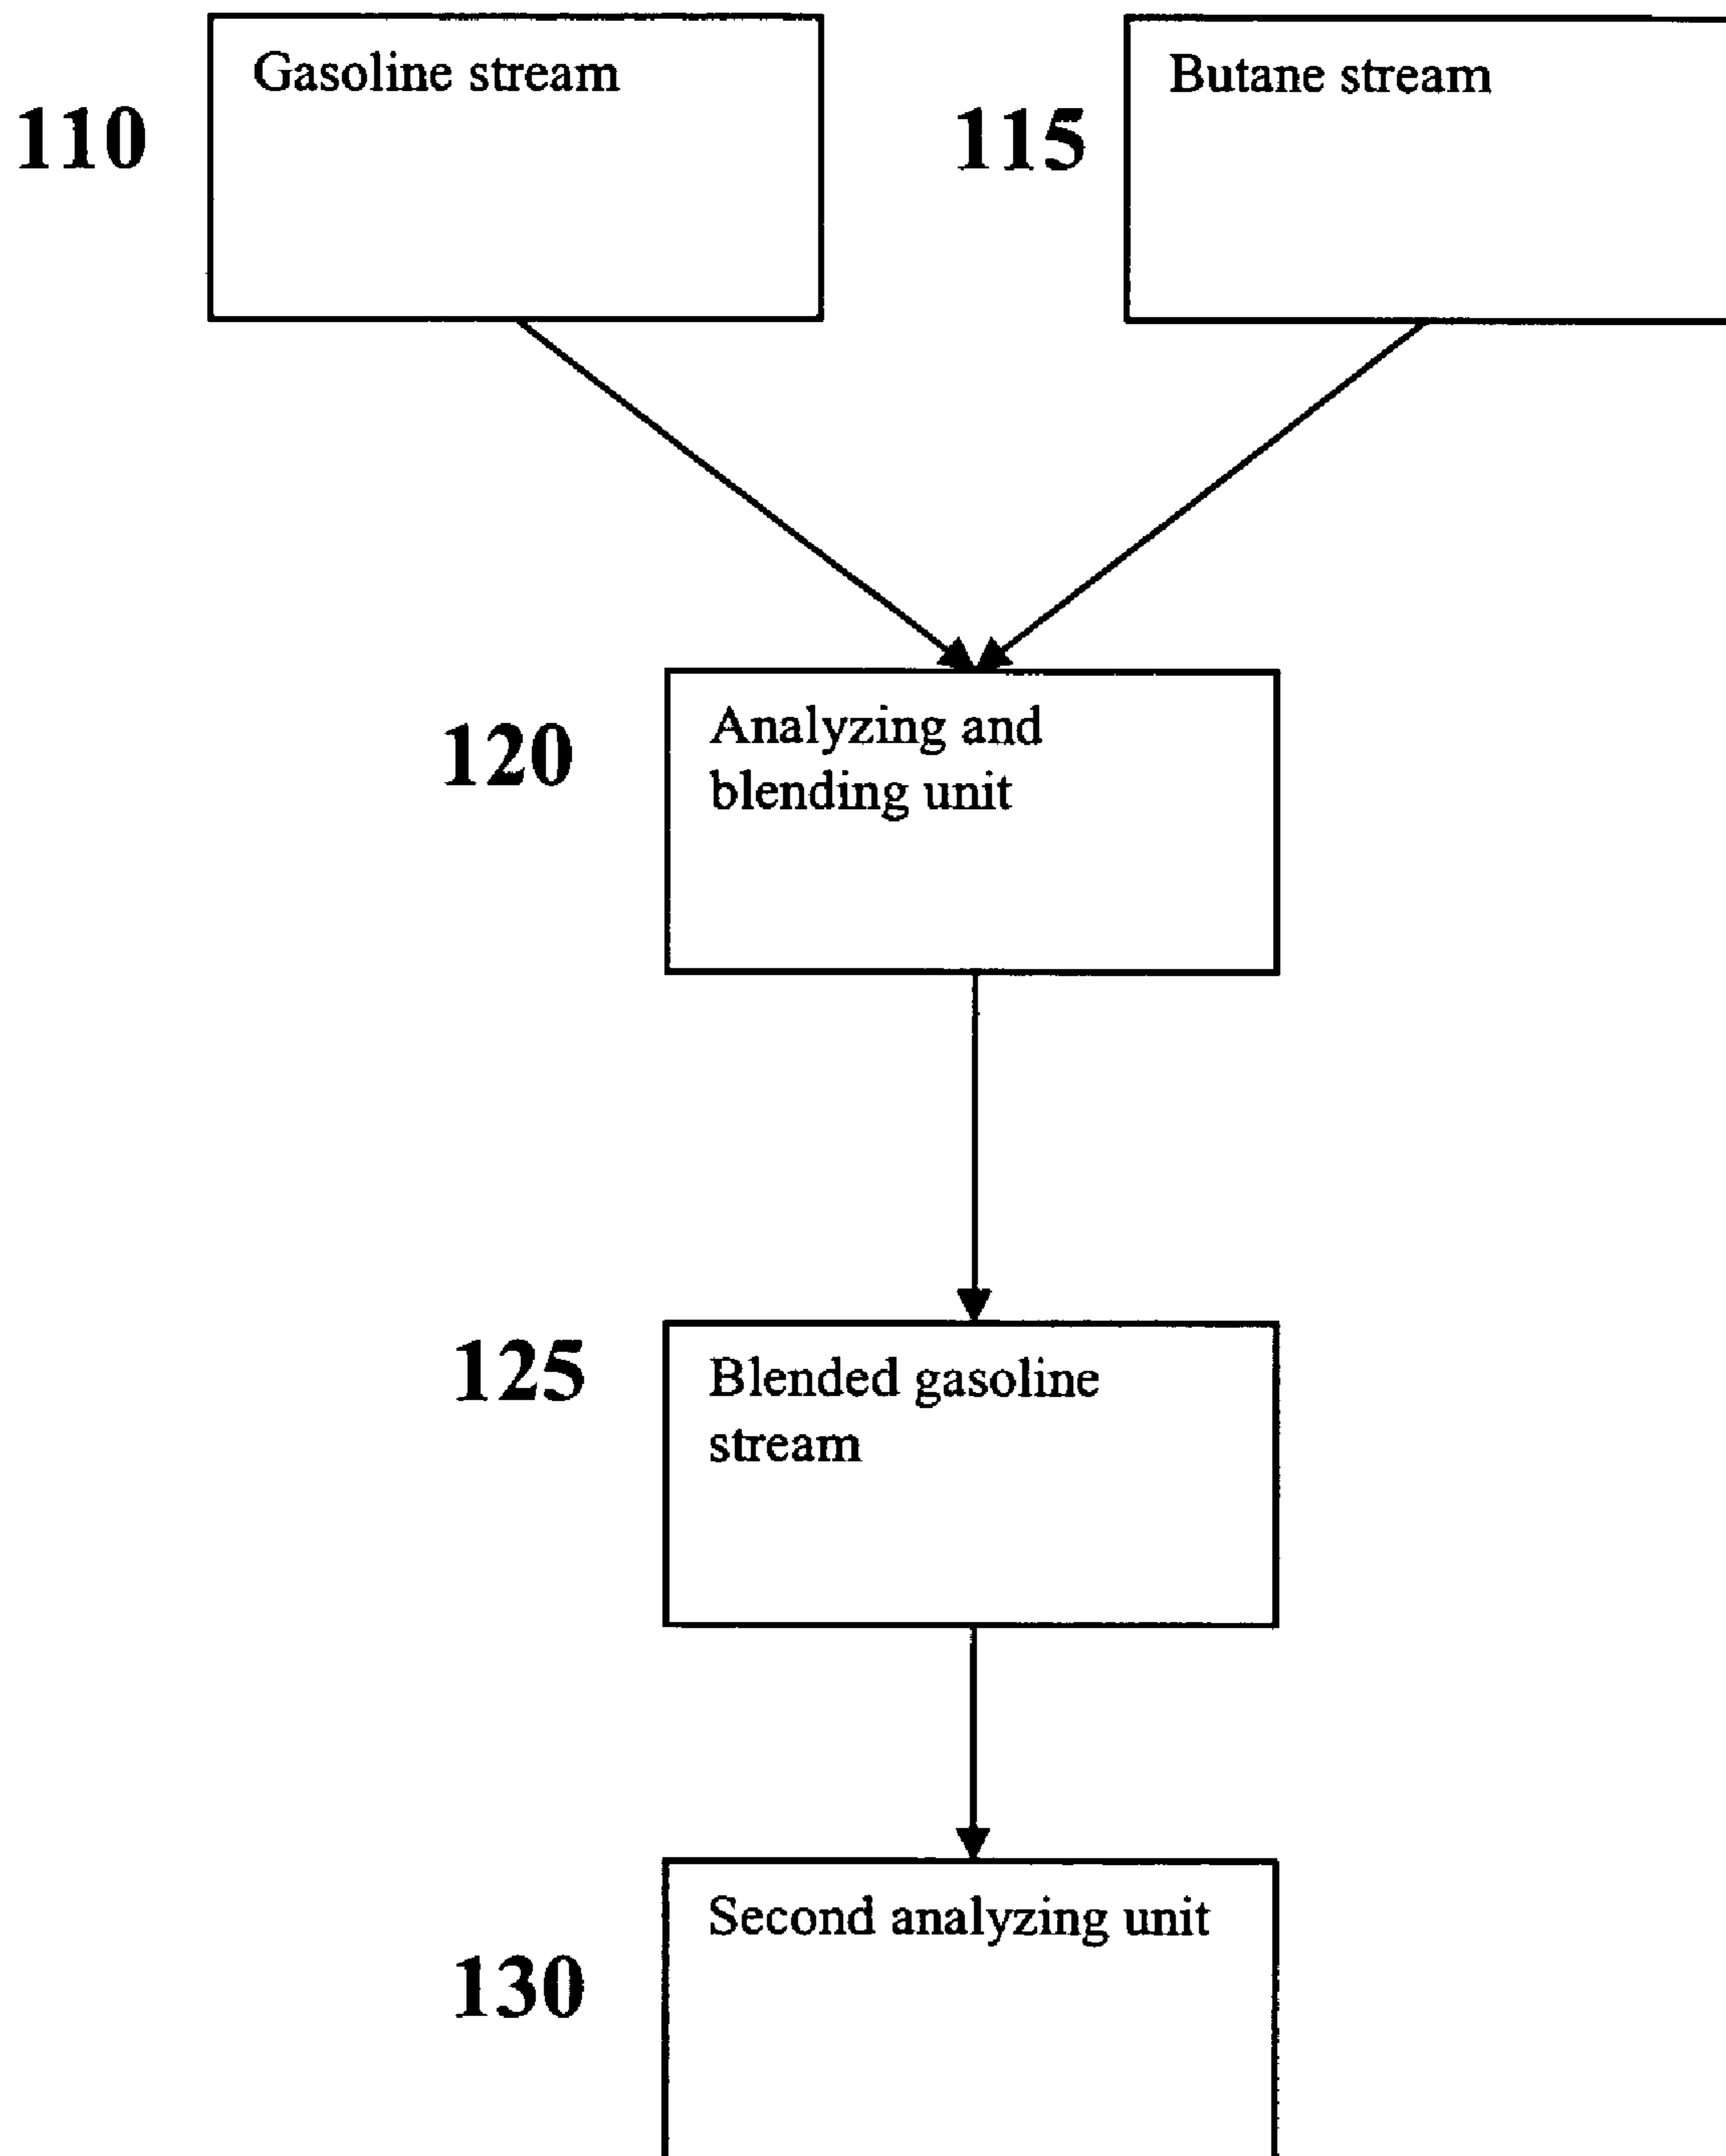 Gasoline stream
110
Butane stream
115
Analyzing and
blending unit
120
Blended gasoline
stream
125
Second analyzing unit
130